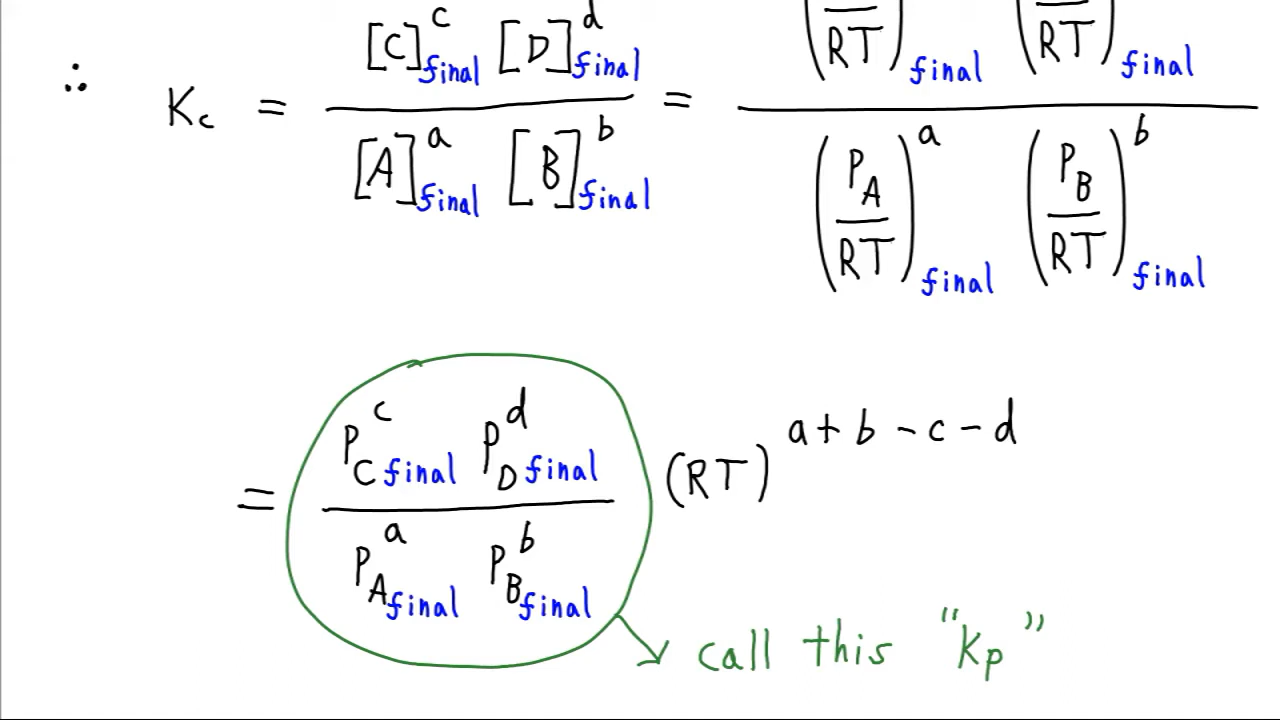 ∴ Kc = [C]^c final [D]^d final / [A]^a final [B]^b final = ( /RT) final ( /RT) final / (P_A/RT)^a final (P_B/RT)^b final
= P_C^c final P_D^d final / P_A^a final P_B^b final (RT)^a+b-c-d
call this "Kp"